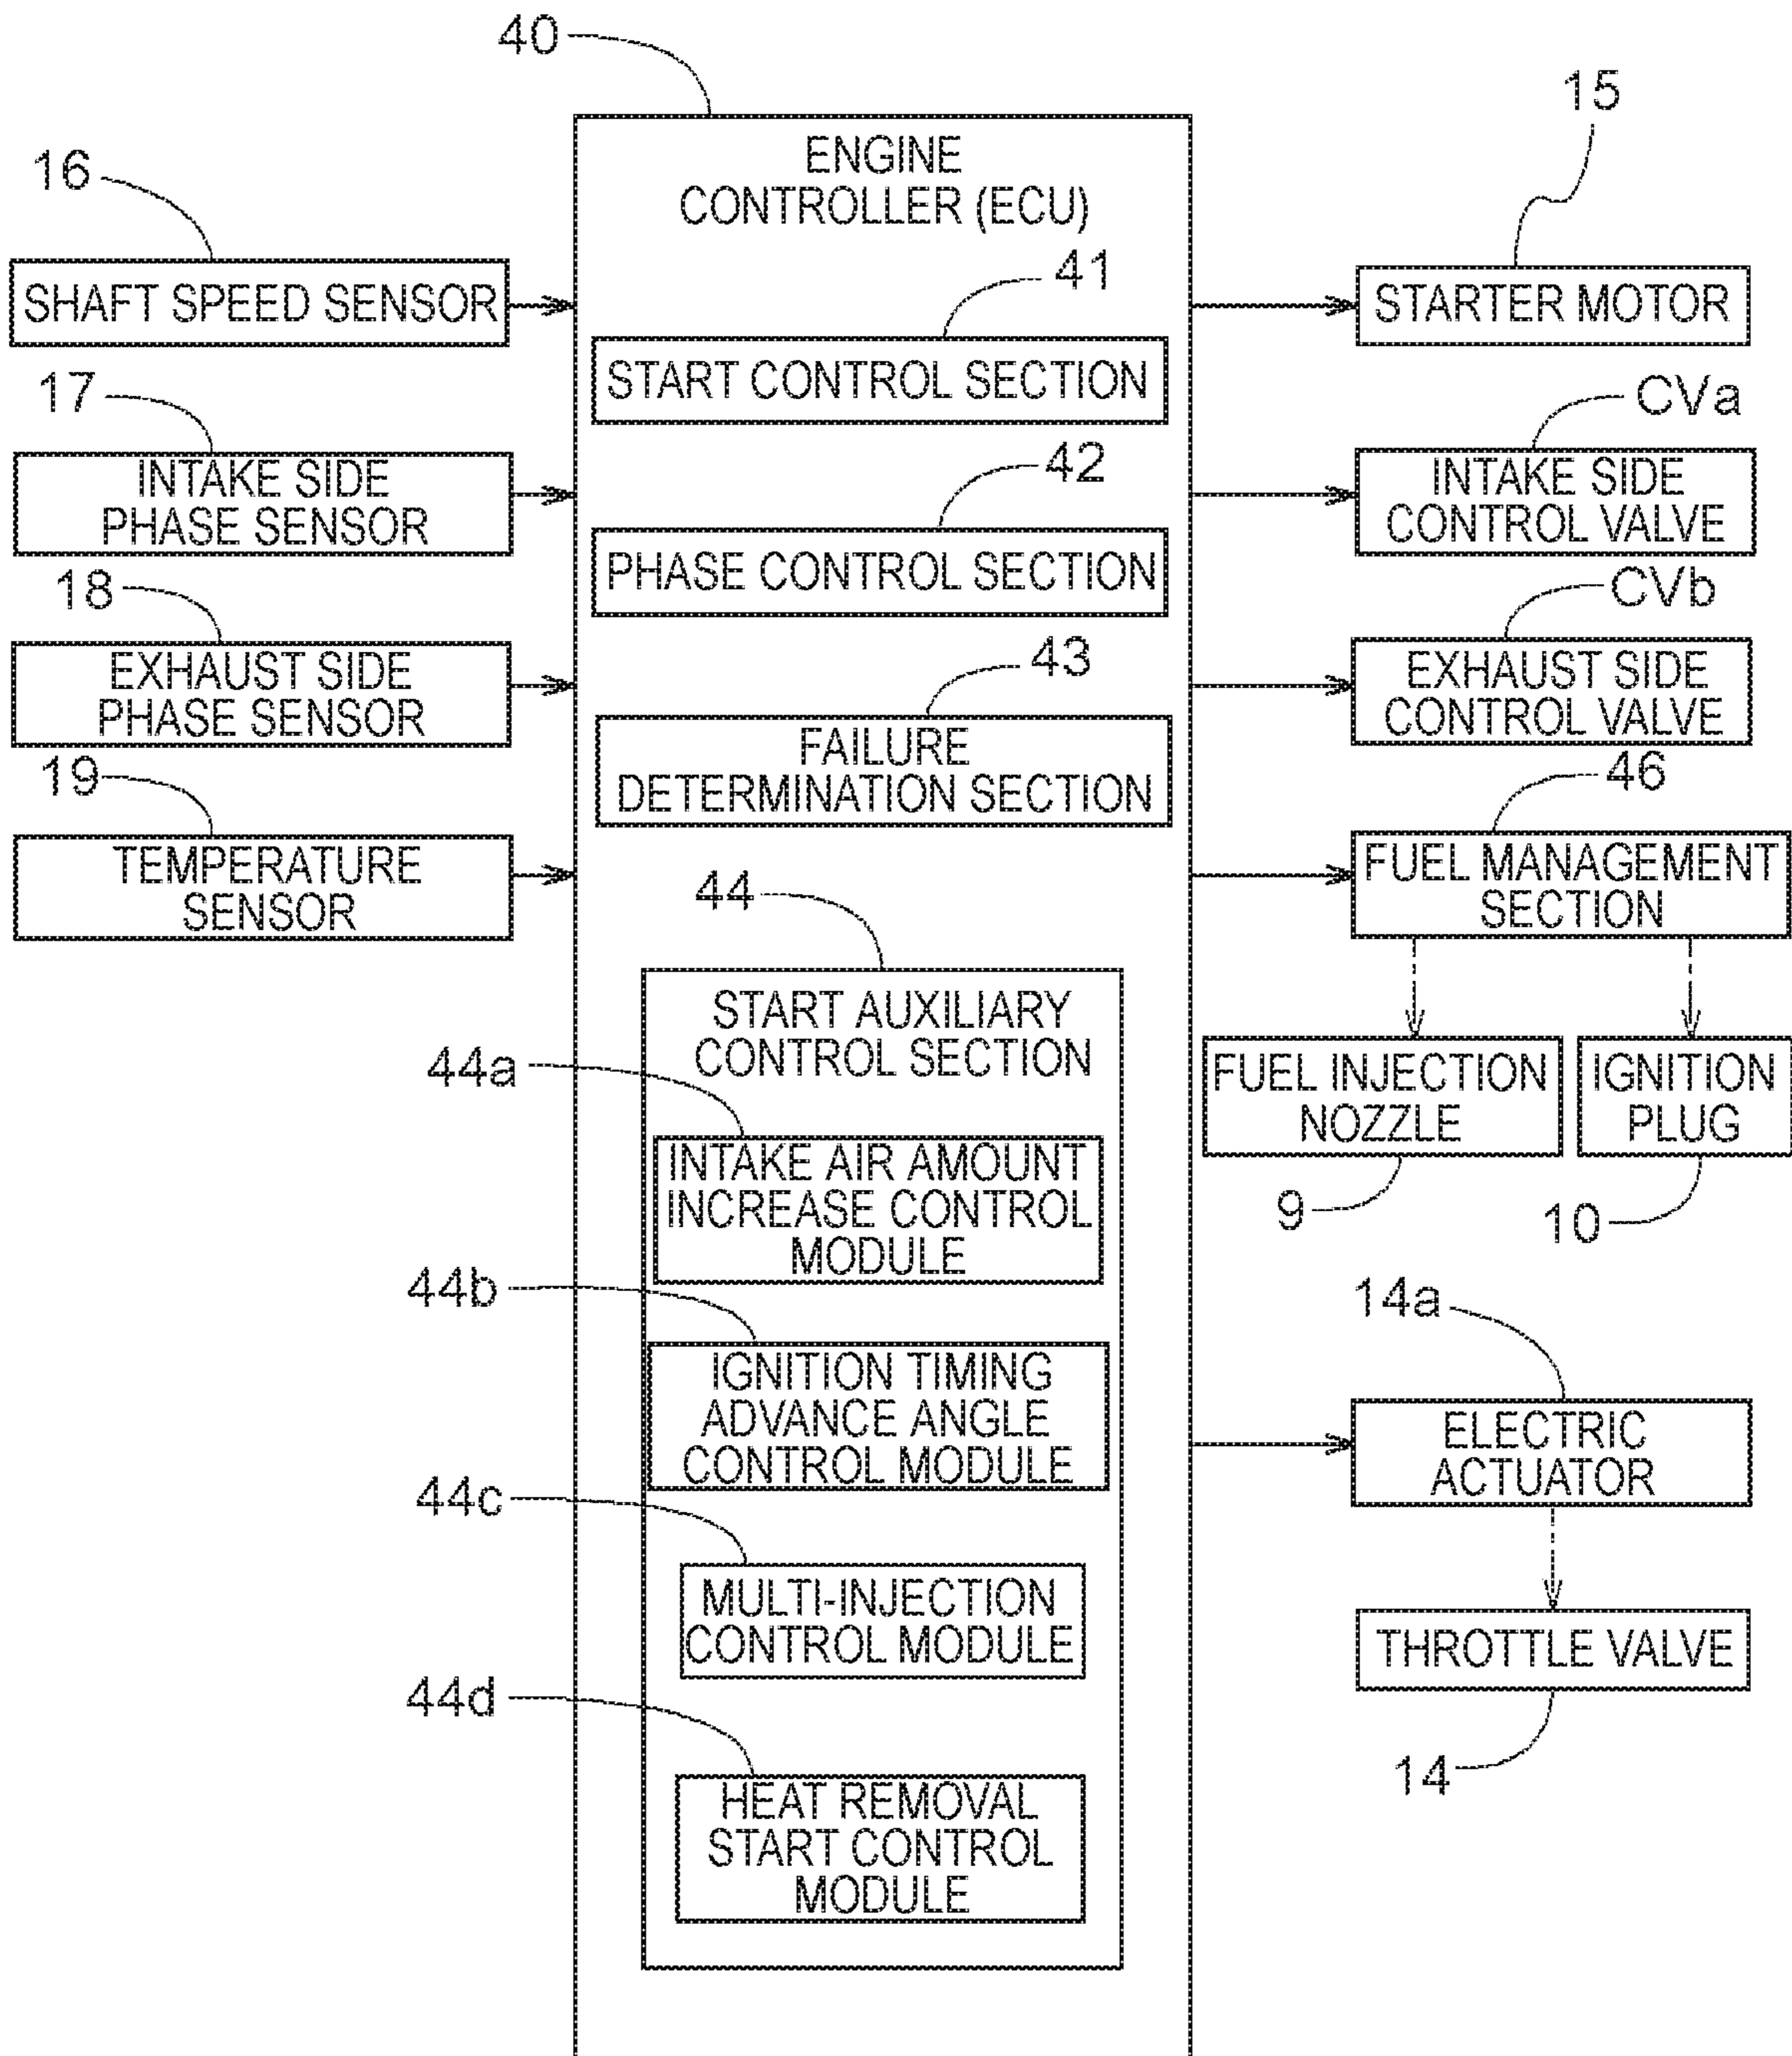 40
ENGINE
CONTROLLER (ECU)
15
16
SHAFT SPEED SENSOR
41
START CONTROL SECTION
STARTER MOTOR
17
INTAKE SIDE
PHASE SENSOR
42
PHASE CONTROL SECTION
CVa
INTAKE SIDE
CONTROL VALVE
18
EXHAUST SIDE
PHASE SENSOR
43
FAILURE
DETERMINATION SECTION
CVb
EXHAUST SIDE
CONTROL VALVE
19
TEMPERATURE
SENSOR
46
FUEL MANAGEMENT
SECTION
44
START AUXILIARY
CONTROL SECTION
FUEL INJECTION
NOZZLE
9
IGNITION
PLUG
10
44a
INTAKE AIR AMOUNT
INCREASE CONTROL
MODULE
44b
IGNITION TIMING
ADVANCE ANGLE
CONTROL MODULE
14a
ELECTRIC
ACTUATOR
44c
MULTI-INJECTION
CONTROL MODULE
THROTTLE VALVE
14
44d
HEAT REMOVAL
START CONTROL
MODULE